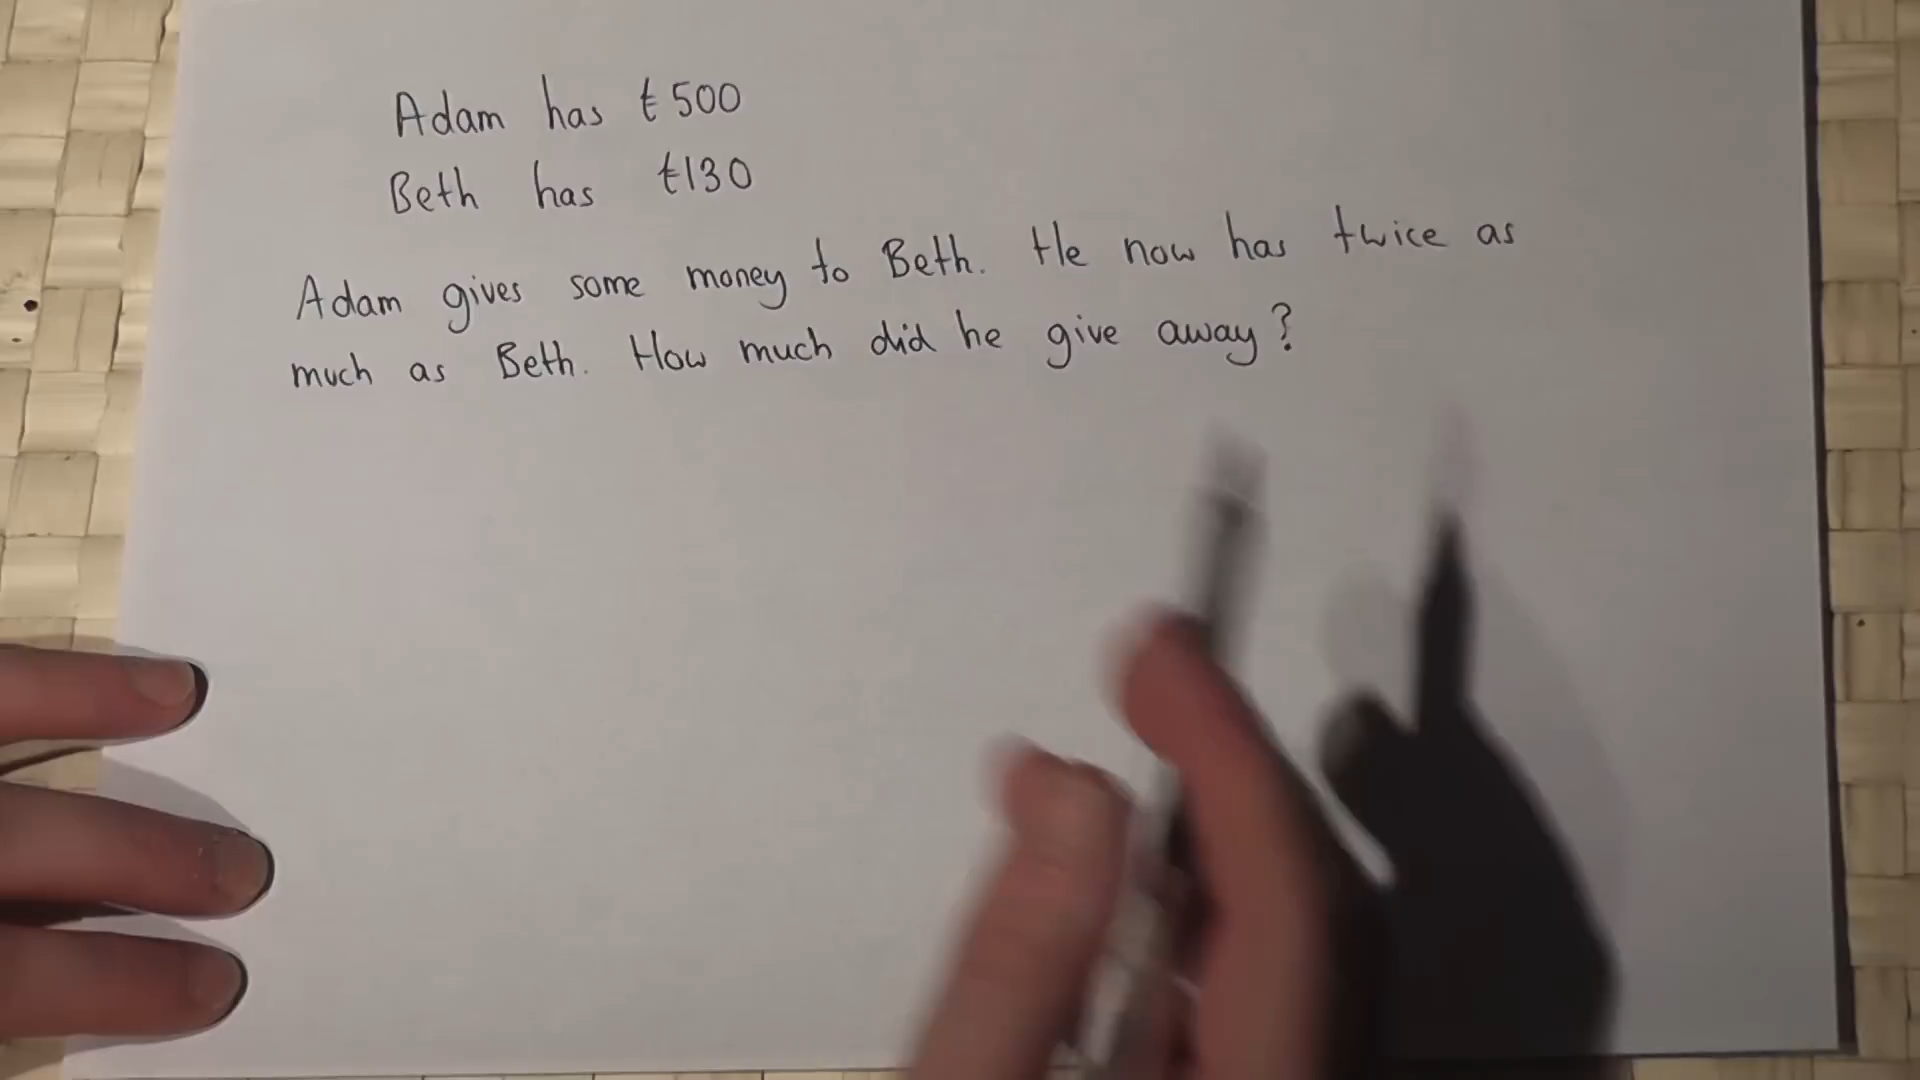 Adam has ₺500
Beth has ₺130
Adam gives some money to Beth. He now has twice as
much as Beth. How much did he give away?